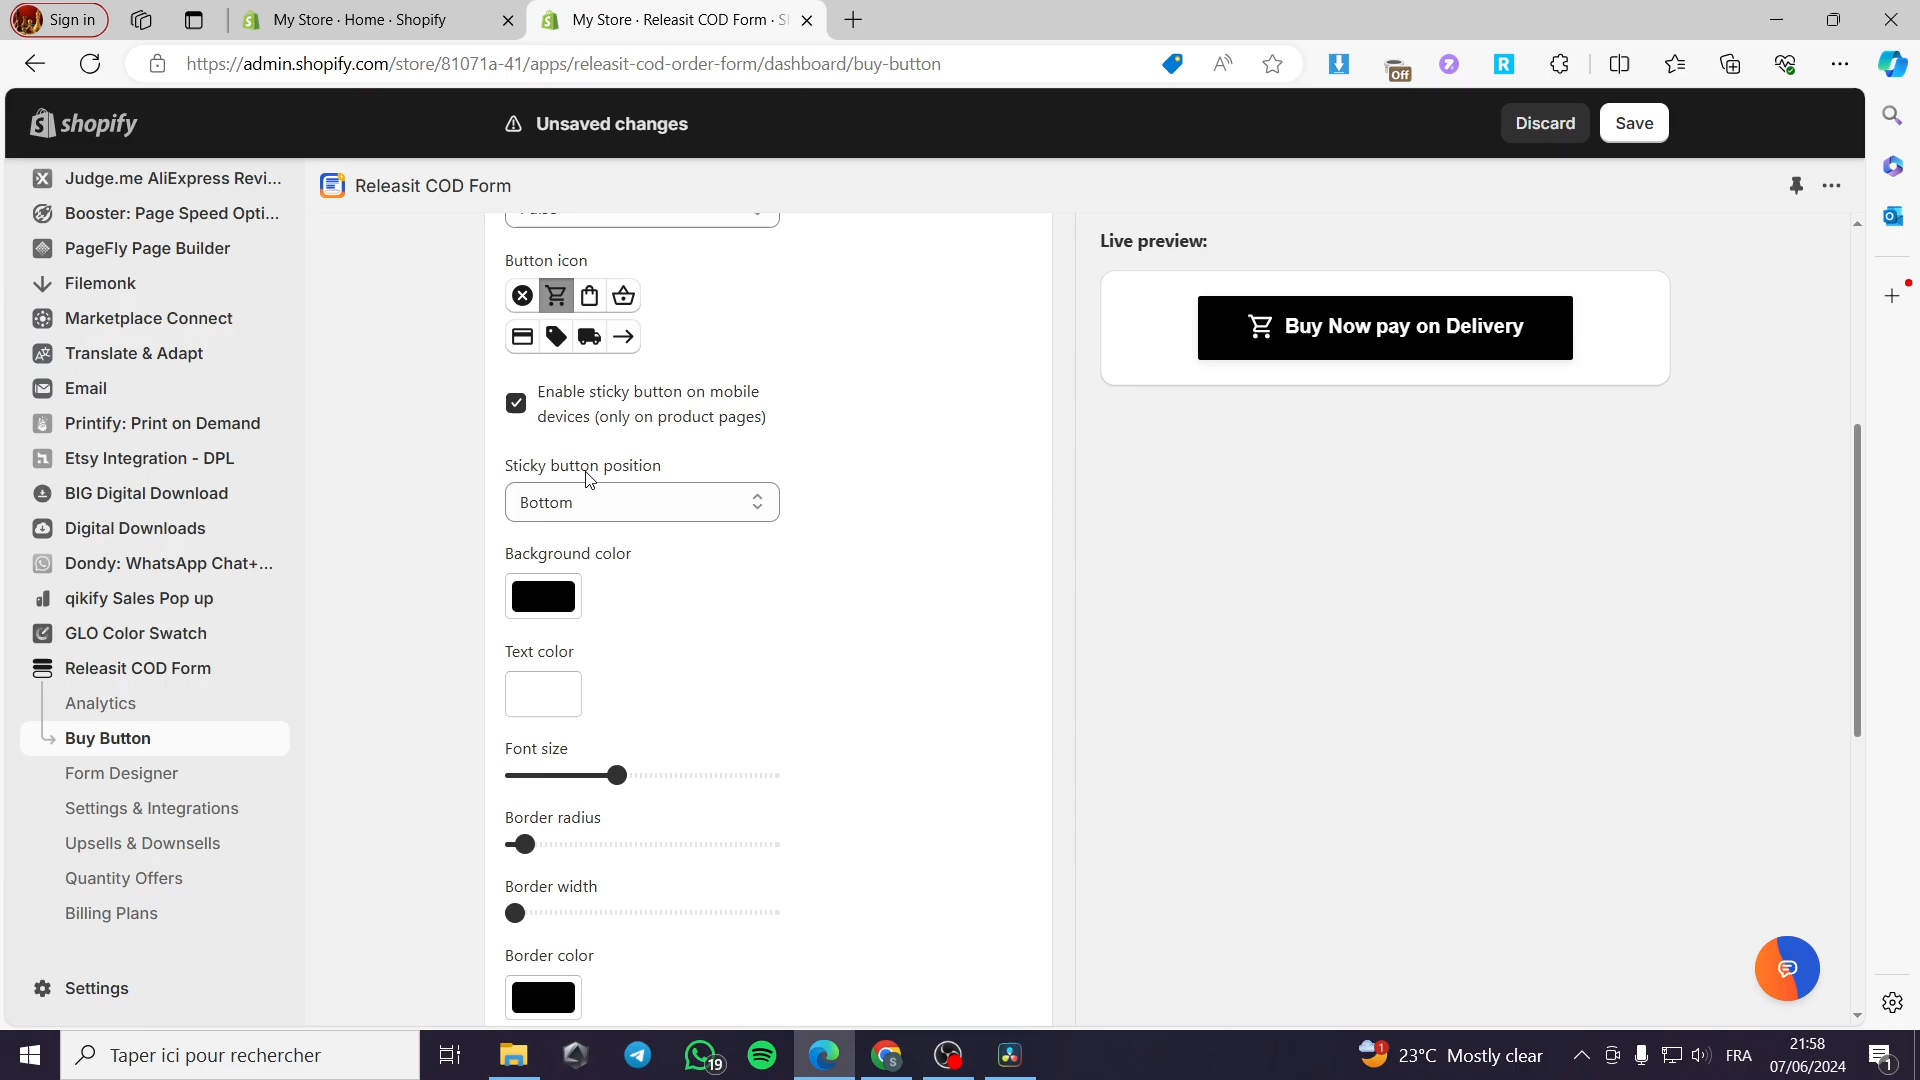 Sign in
My Store · Home · Shopify
My Store · Releasit COD Form · S
https://admin.shopify.com/store/81071a-41/apps/releasit-cod-order-form/dashboard/buy-button
Off
shopify
Unsaved changes
Discard
Save
Judge.me AliExpress Revi...
Booster: Page Speed Opti...
PageFly Page Builder
Filemonk
Marketplace Connect
Translate & Adapt
Email
Printify: Print on Demand
Etsy Integration - DPL
BIG Digital Download
Digital Downloads
Dondy: WhatsApp Chat+...
qikify Sales Pop up
GLO Color Swatch
Releasit COD Form
Analytics
Buy Button
Form Designer
Settings & Integrations
Upsells & Downsells
Quantity Offers
Billing Plans
Settings
Releasit COD Form
Button icon
Enable sticky button on mobile
devices (only on product pages)
Sticky button position
Bottom
Background color
Text color
Font size
Border radius
Border width
Border color
Live preview:
Buy Now pay on Delivery
Taper ici pour rechercher
19
1
23°C Mostly clear
FRA
21:58
07/06/2024
1